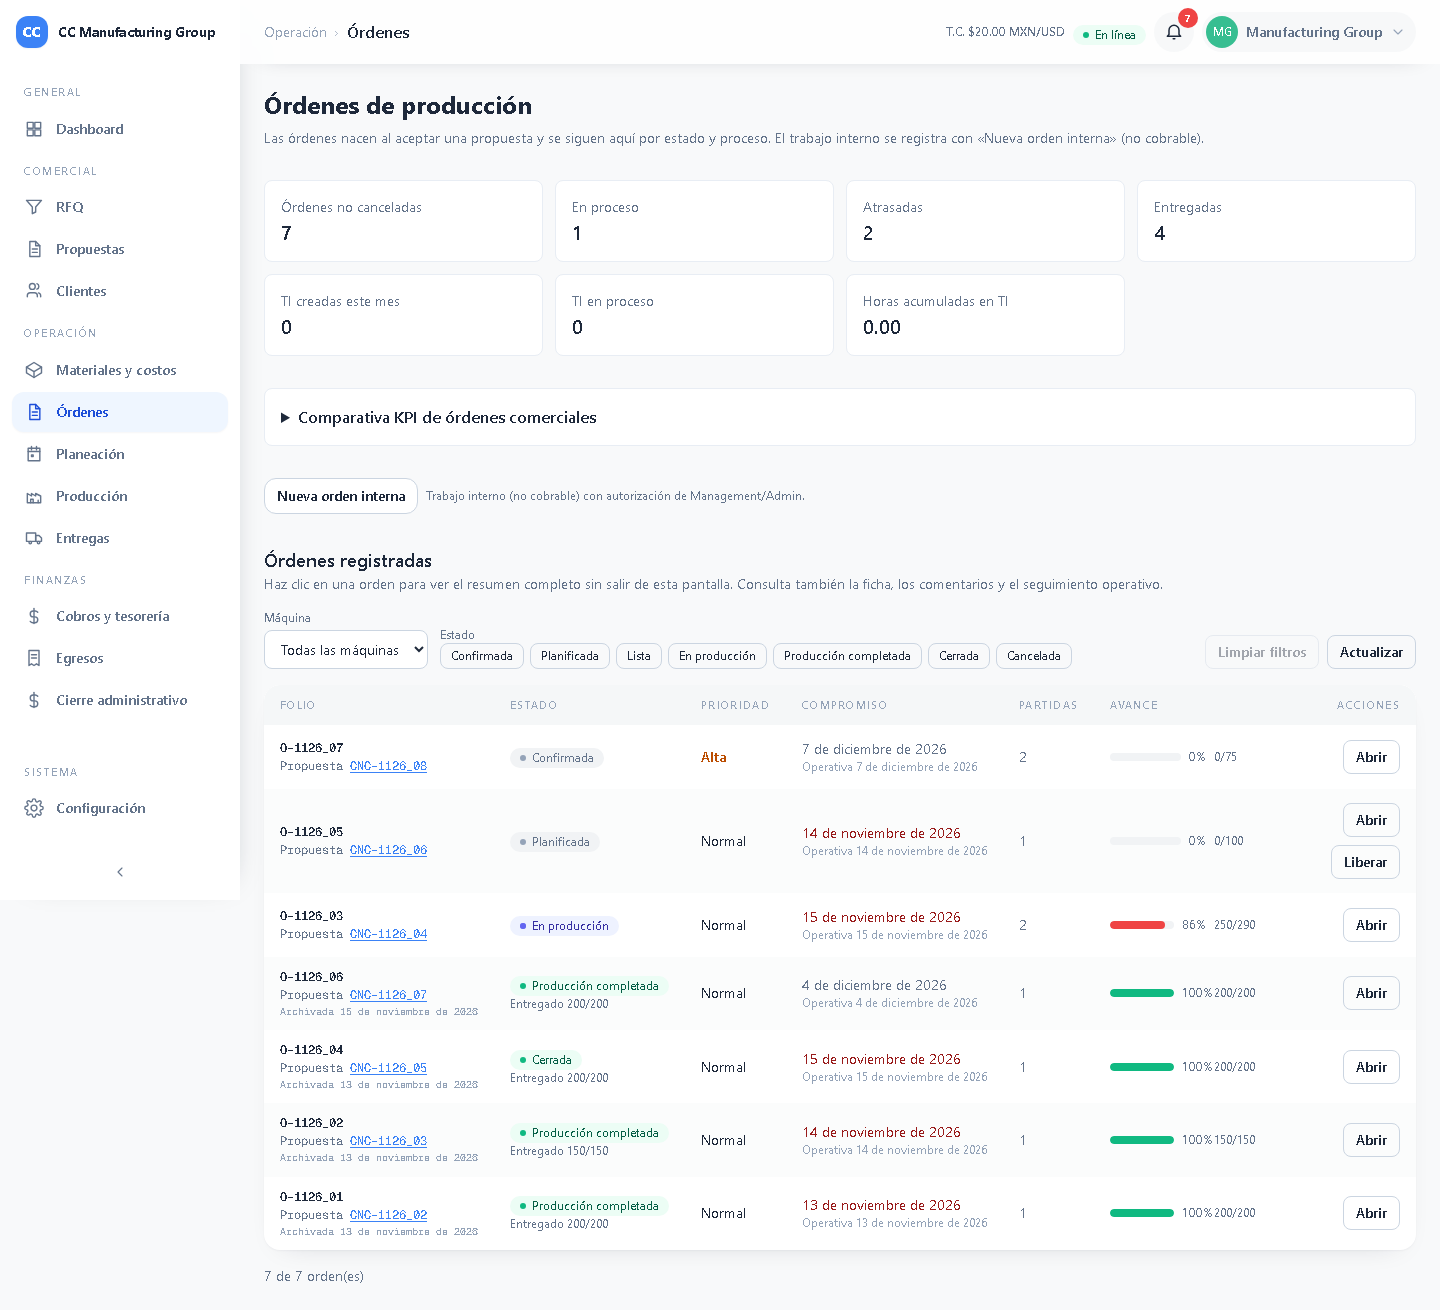 CC CC Manufacturing Group
Operación › Órdenes
T.C. $20.00 MXN/USD
En línea
7
MG Manufacturing Group
GENERAL
Dashboard
COMERCIAL
RFQ
Propuestas
Clientes
OPERACIÓN
Materiales y costos
Órdenes
Planeación
Producción
Entregas
FINANZAS
Cobros y tesorería
Egresos
Cierre administrativo
SISTEMA
Configuración
Órdenes de producción
Las órdenes nacen al aceptar una propuesta y se siguen aquí por estado y proceso. El trabajo interno se registra con «Nueva orden interna» (no cobrable).
Órdenes no canceladas
7
En proceso
1
Atrasadas
2
Entregadas
4
TI creadas este mes
0
TI en proceso
0
Horas acumuladas en TI
0.00
Comparativa KPI de órdenes comerciales
Nueva orden interna Trabajo interno (no cobrable) con autorización de Management/Admin.
Órdenes registradas
Haz clic en una orden para ver el resumen completo sin salir de esta pantalla. Consulta también la ficha, los comentarios y el seguimiento operativo.
Máquina
Todas las máquinas
Estado
Confirmada Planificada Lista En producción Producción completada Cerrada Cancelada
Limpiar filtros Actualizar
FOLIO ESTADO PRIORIDAD COMPROMISO PARTIDAS AVANCE ACCIONES
O-1126_07
Propuesta CNC-1126_08
Confirmada
Alta
7 de diciembre de 2026
Operativa 7 de diciembre de 2026
2
0% 0/75
Abrir
O-1126_05
Propuesta CNC-1126_06
Planificada
Normal
14 de noviembre de 2026
Operativa 14 de noviembre de 2026
1
0% 0/100
Abrir
Liberar
O-1126_03
Propuesta CNC-1126_04
En producción
Normal
15 de noviembre de 2026
Operativa 15 de noviembre de 2026
2
86% 250/290
Abrir
O-1126_06
Propuesta CNC-1126_07
Archivada 15 de noviembre de 2026
Producción completada
Entregado 200/200
Normal
4 de diciembre de 2026
Operativa 4 de diciembre de 2026
1
100% 200/200
Abrir
O-1126_04
Propuesta CNC-1126_05
Archivada 13 de noviembre de 2026
Cerrada
Entregado 200/200
Normal
15 de noviembre de 2026
Operativa 15 de noviembre de 2026
1
100% 200/200
Abrir
O-1126_02
Propuesta CNC-1126_03
Archivada 13 de noviembre de 2026
Producción completada
Entregado 150/150
Normal
14 de noviembre de 2026
Operativa 14 de noviembre de 2026
1
100% 150/150
Abrir
O-1126_01
Propuesta CNC-1126_02
Archivada 13 de noviembre de 2026
Producción completada
Entregado 200/200
Normal
13 de noviembre de 2026
Operativa 13 de noviembre de 2026
1
100% 200/200
Abrir
7 de 7 orden(es)